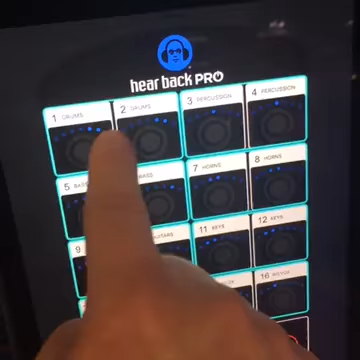 hear back PRO
1 DRUMS 2 DRUMS 3 PERCUSSION 4 PERCUSSION
5 BASS 7 HORNS 8 HORNS
9 11 KEYS 12 KEYS
16